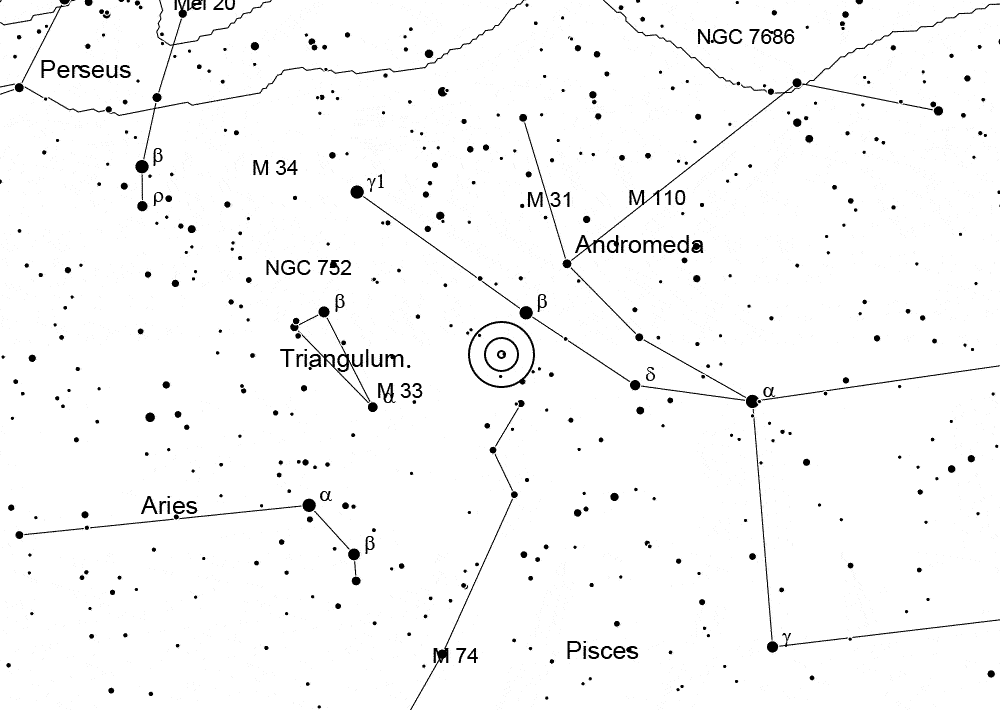 Mel 20
NGC 7686
Perseus
β
M 34
γ1
ρ
M 31
M 110
Andromeda
NGC 752
β
β
Triangulum
δ
M 33
α
α
α
Aries
β
γ
Pisces
M 74